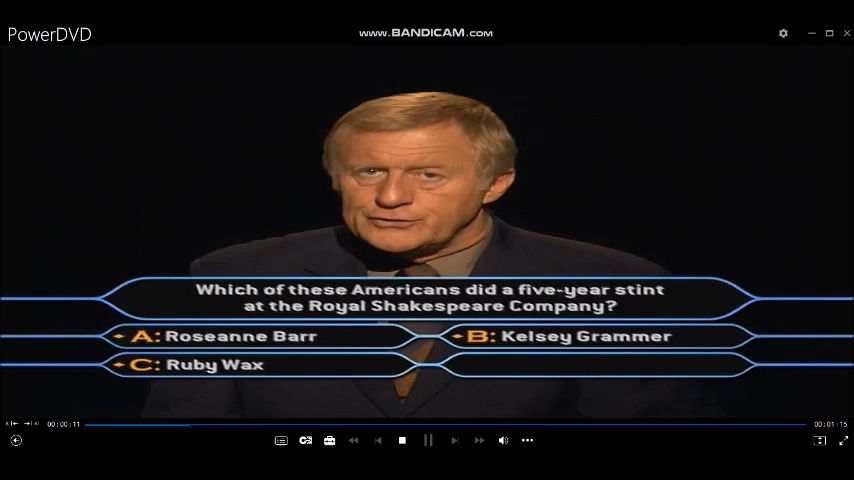 PowerDVD
www.BANDICAM.com
Which of these Americans did a five-year stint
at the Royal Shakespeare Company?
A: Roseanne Barr
B: Kelsey Grammer
C: Ruby Wax
00:00:11
00:01:15